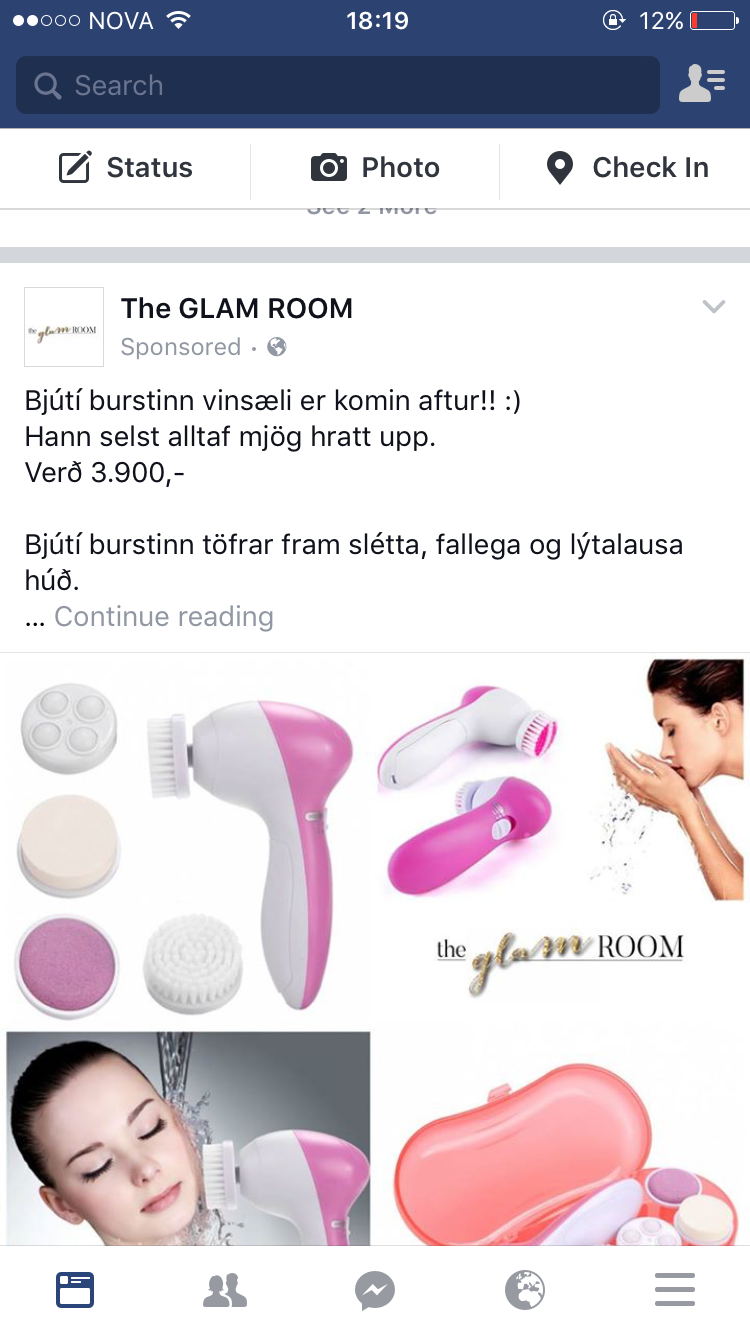 NOVA 18:19 12%
Search
Status Photo Check In
See 2 More
the glam ROOM
The GLAM ROOM
Sponsored ·
Bjútí burstinn vinsæli er komin aftur!! :)
Hann selst alltaf mjög hratt upp.
Verð 3.900,-
Bjútí burstinn töfrar fram slétta, fallega og lýtalausa
húð.
... Continue reading
the glam ROOM